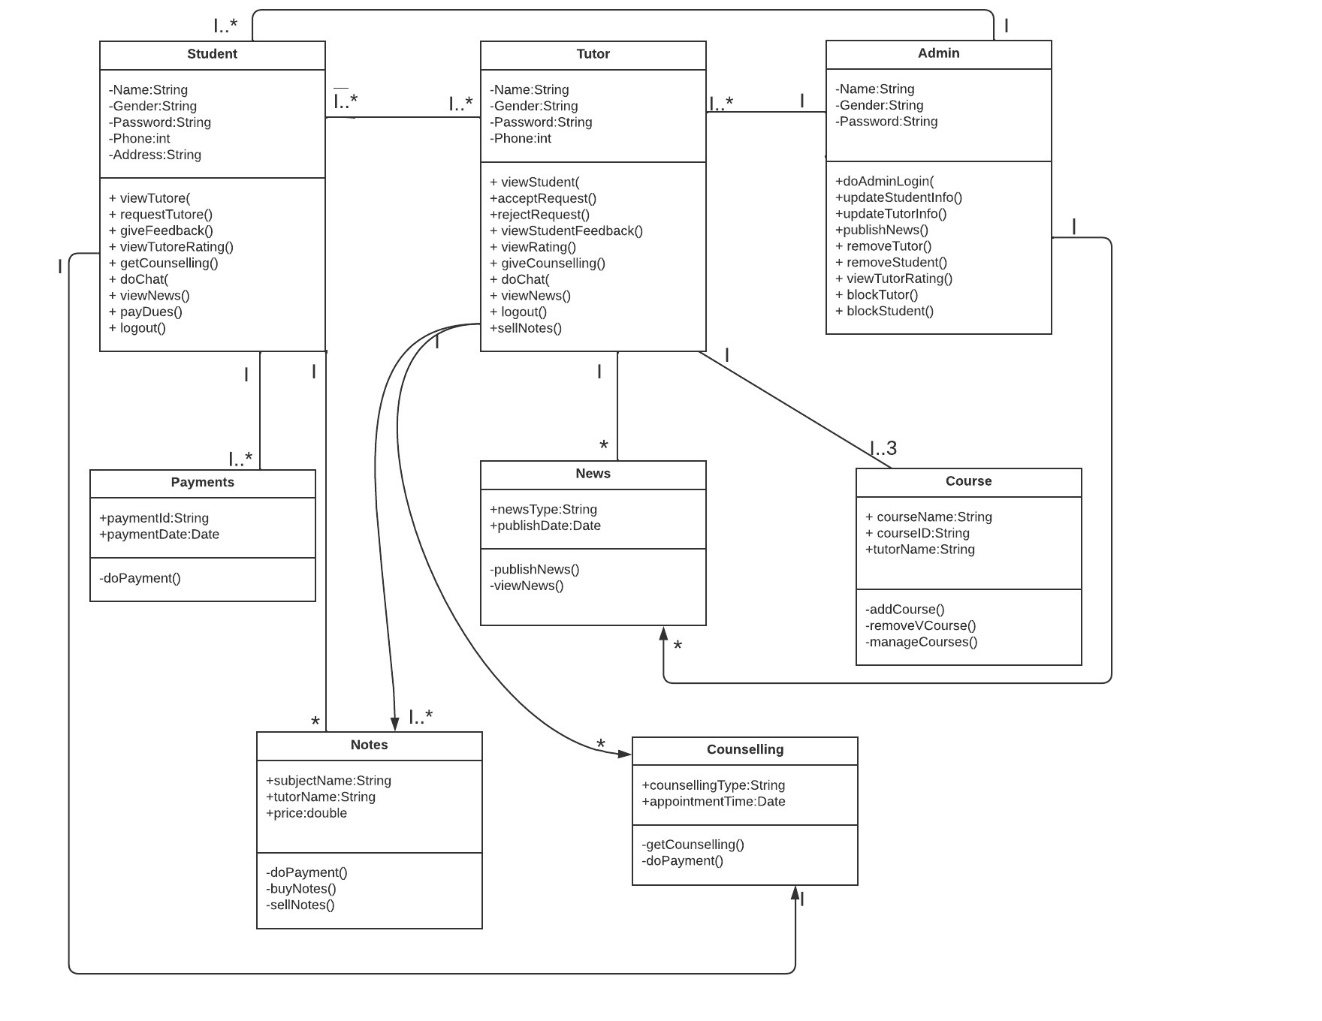 I..*
I
Student
-Name:String
-Gender:String
-Password:String
-Phone:int
-Address:String
+ viewTutore(
+ requestTutore()
+ giveFeedback()
+ viewTutoreRating()
+ getCounselling()
+ doChat(
+ viewNews()
+ payDues()
+ logout()
I..*
I..*
Tutor
-Name:String
-Gender:String
-Password:String
-Phone:int
+ viewStudent(
+acceptRequest()
+rejectRequest()
+ viewStudentFeedback()
+ viewRating()
+ giveCounselling()
+ doChat(
+ viewNews()
+ logout()
+sellNotes()
I..*
I
Admin
-Name:String
-Gender:String
-Password:String
+doAdminLogin(
+updateStudentInfo()
+updateTutorInfo()
+publishNews()
+ removeTutor()
+ removeStudent()
+ viewTutorRating()
+ blockTutor()
+ blockStudent()
I
I
I
I
I
I
I
I..*
*
I..3
Payments
+paymentId:String
+paymentDate:Date
-doPayment()
News
+newsType:String
+publishDate:Date
-publishNews()
-viewNews()
*
Course
+ courseName:String
+ courseID:String
+tutorName:String
-addCourse()
-removeVCourse()
-manageCourses()
*
I..*
*
Notes
+subjectName:String
+tutorName:String
+price:double
-doPayment()
-buyNotes()
-sellNotes()
Counselling
+counsellingType:String
+appointmentTime:Date
-getCounselling()
-doPayment()
I